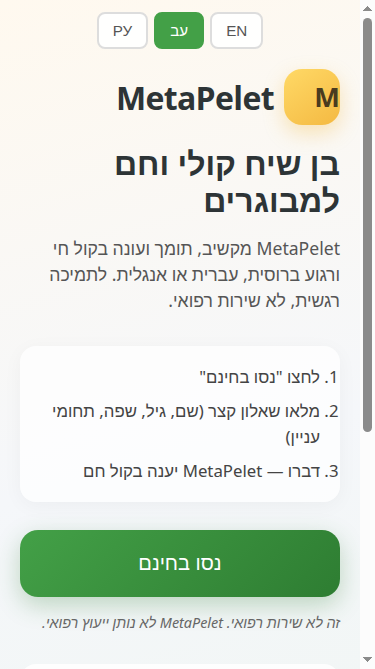 РУ
עב
EN
M
MetaPelet
בן שיח קולי וחם
למבוגרים
MetaPelet מקשיב, תומך ועונה בקול חי
ורגוע ברוסית, עברית או אנגלית. לתמיכה
רגשית, לא שירות רפואי.
1. לחצו "נסו בחינם"
2. מלאו שאלון קצר (שם, גיל, שפה, תחומי
עניין)
3. דברו — MetaPelet יענה בקול חם
נסו בחינם
זה לא שירות רפואי. MetaPelet לא נותן ייעוץ רפואי.